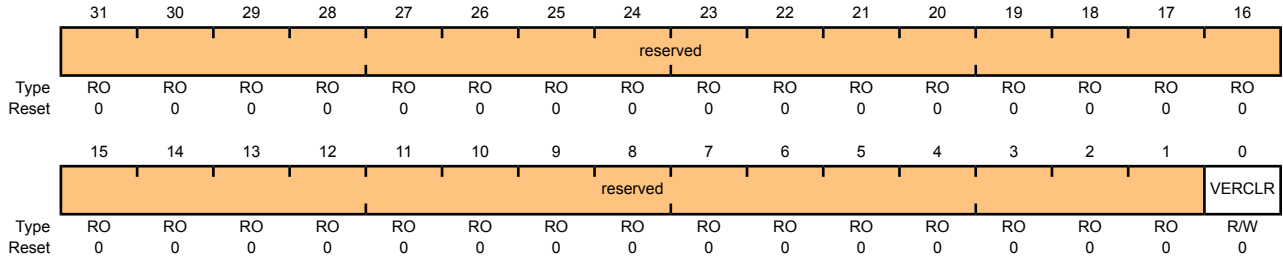 31 30 29 28 27 26 25 24 23 22 21 20 19 18 17 16
reserved
Type RO RO RO RO RO RO RO RO RO RO RO RO RO RO RO RO
Reset 0 0 0 0 0 0 0 0 0 0 0 0 0 0 0 0
15 14 13 12 11 10 9 8 7 6 5 4 3 2 1 0
reserved VERCLR
Type RO RO RO RO RO RO RO RO RO RO RO RO RO RO RO R/W
Reset 0 0 0 0 0 0 0 0 0 0 0 0 0 0 0 0